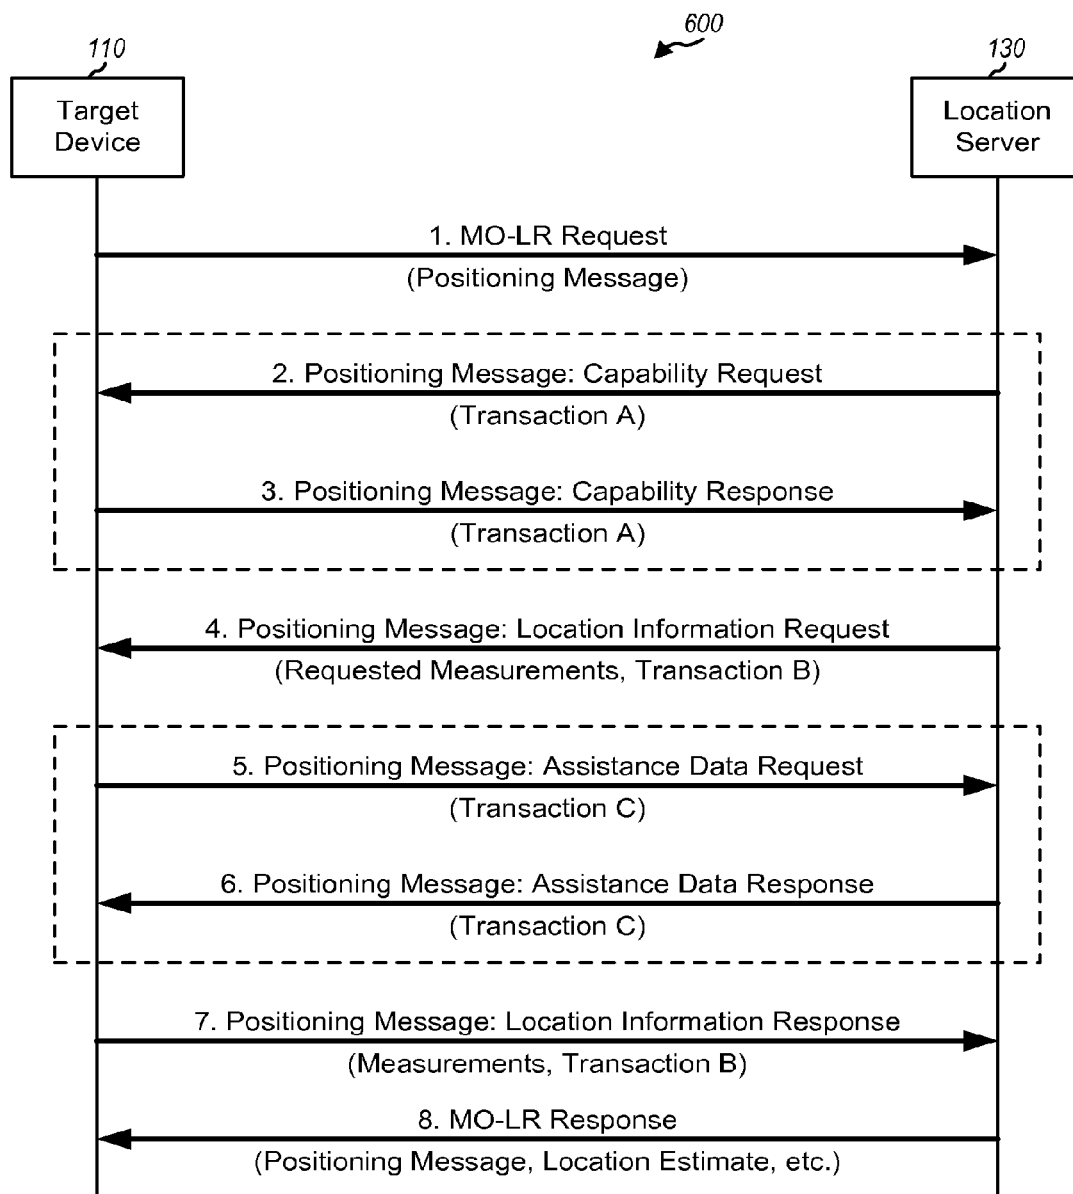 600
110
130
Target
Device
Location
Server
1. MO-LR Request
(Positioning Message)
2. Positioning Message: Capability Request
(Transaction A)
3. Positioning Message: Capability Response
(Transaction A)
4. Positioning Message: Location Information Request
(Requested Measurements, Transaction B)
5. Positioning Message: Assistance Data Request
(Transaction C)
6. Positioning Message: Assistance Data Response
(Transaction C)
7. Positioning Message: Location Information Response
(Measurements, Transaction B)
8. MO-LR Response
(Positioning Message, Location Estimate, etc.)